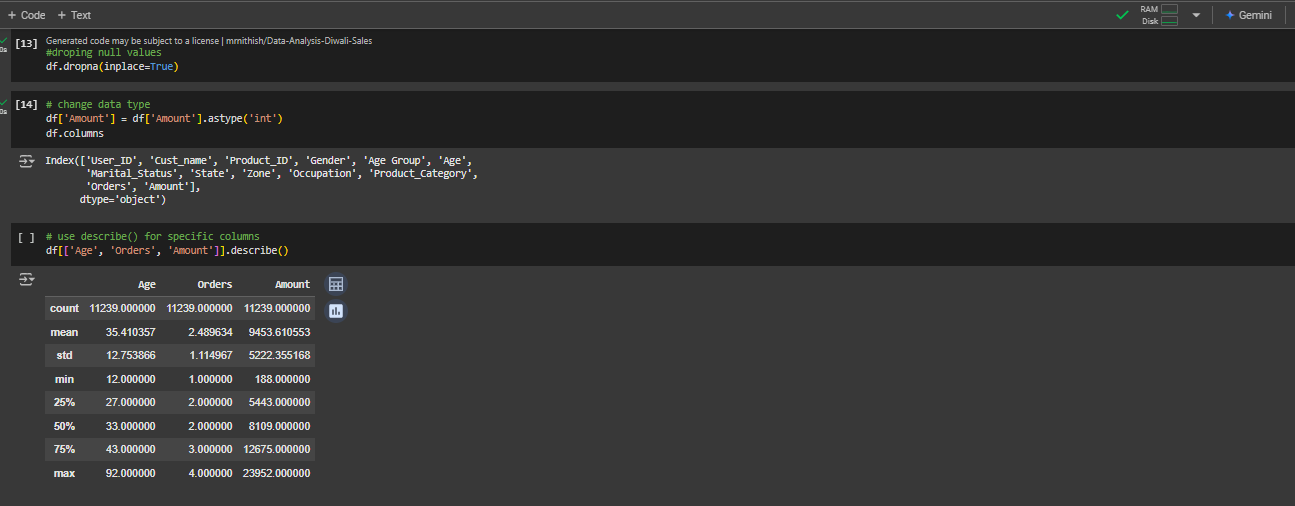 + Code + Text
RAM
Disk
Gemini
0s
[13] Generated code may be subject to a license | mmithish/Data-Analysis-Diwali-Sales
#droping null values
df.dropna(inplace=True)
0s
[14] # change data type
df['Amount'] = df['Amount'].astype('int')
df.columns
Index(['User_ID', 'Cust_name', 'Product_ID', 'Gender', 'Age Group', 'Age',
'Marital_Status', 'State', 'Zone', 'Occupation', 'Product_Category',
'Orders', 'Amount'],
dtype='object')
[ ] # use describe() for specific columns
df[['Age', 'Orders', 'Amount']].describe()
Age Orders Amount
count 11239.000000 11239.000000 11239.000000
mean 35.410357 2.489634 9453.610553
std 12.753866 1.114967 5222.355168
min 12.000000 1.000000 188.000000
25% 27.000000 2.000000 5443.000000
50% 33.000000 2.000000 8109.000000
75% 43.000000 3.000000 12675.000000
max 92.000000 4.000000 23952.000000